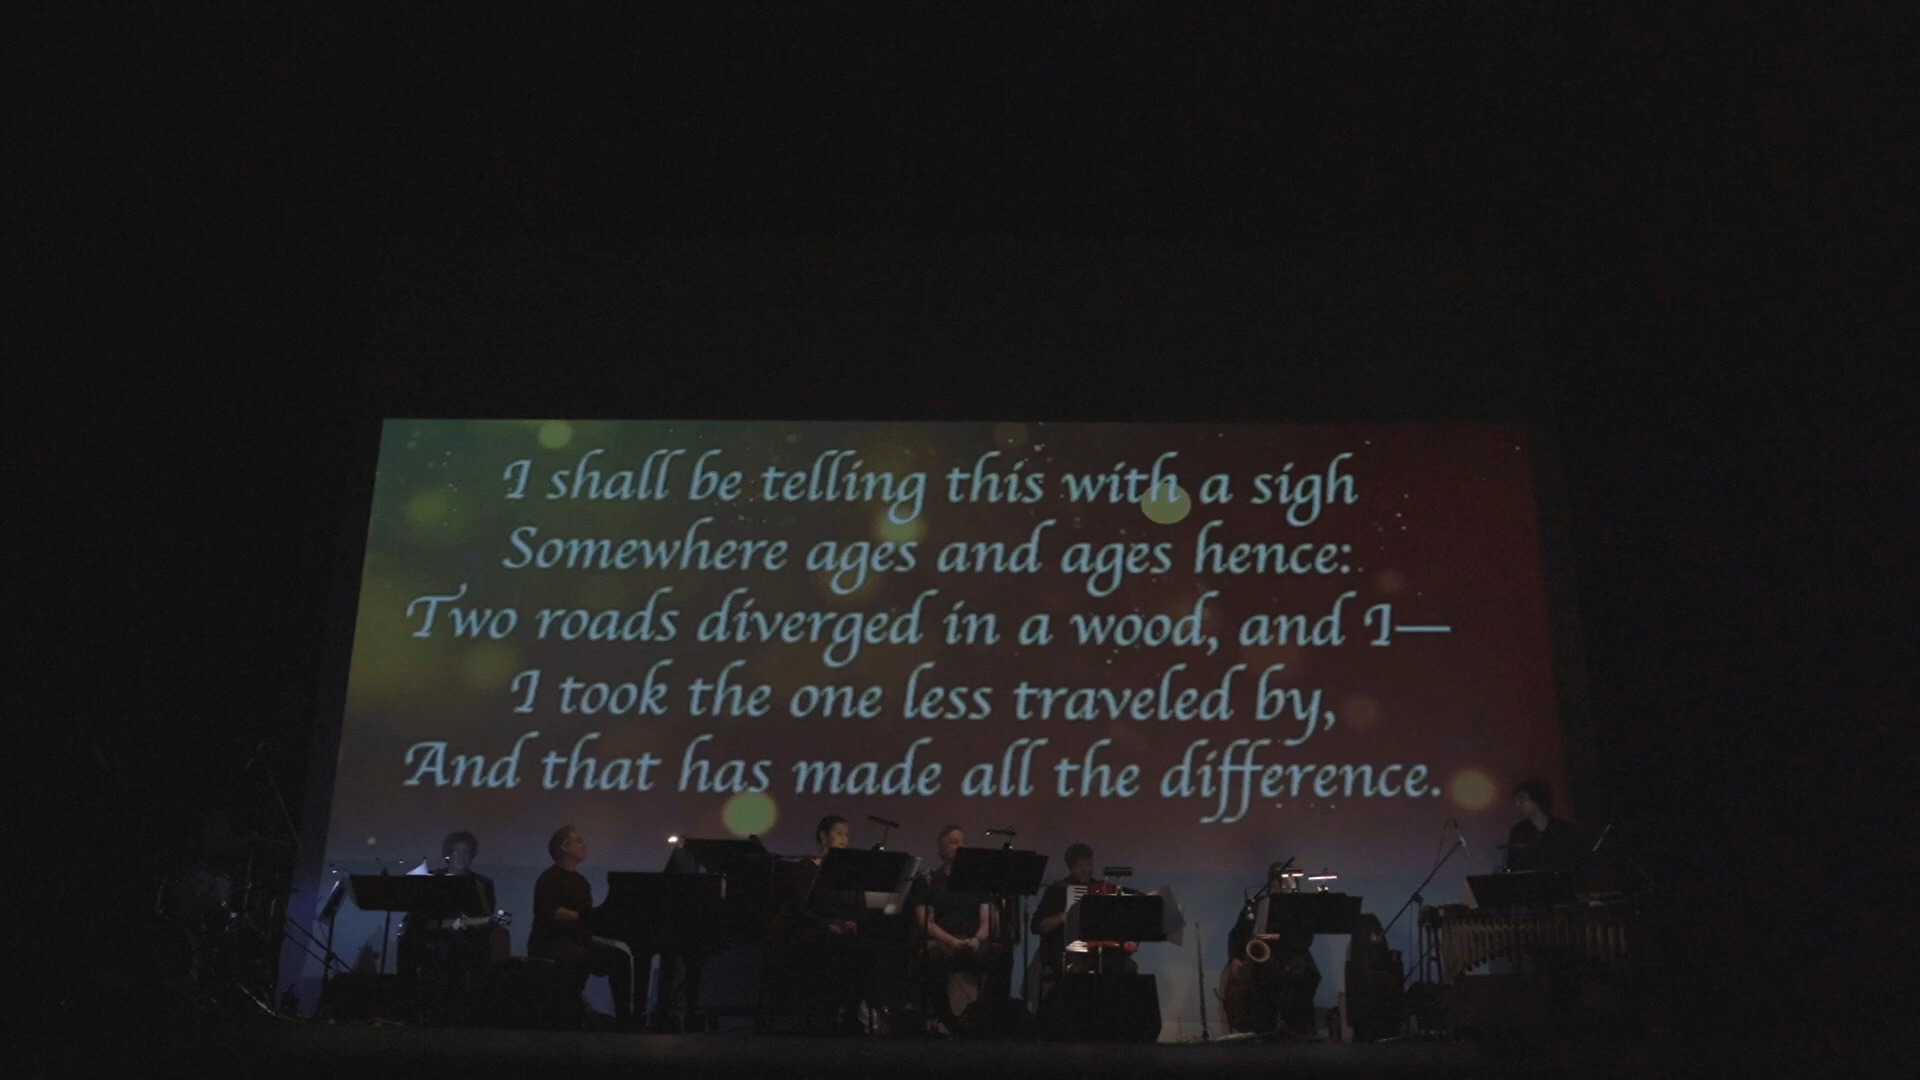 I shall be telling this with a sigh
Somewhere ages and ages hence:
Two roads diverged in a wood, and I—
I took the one less traveled by,
And that has made all the difference.